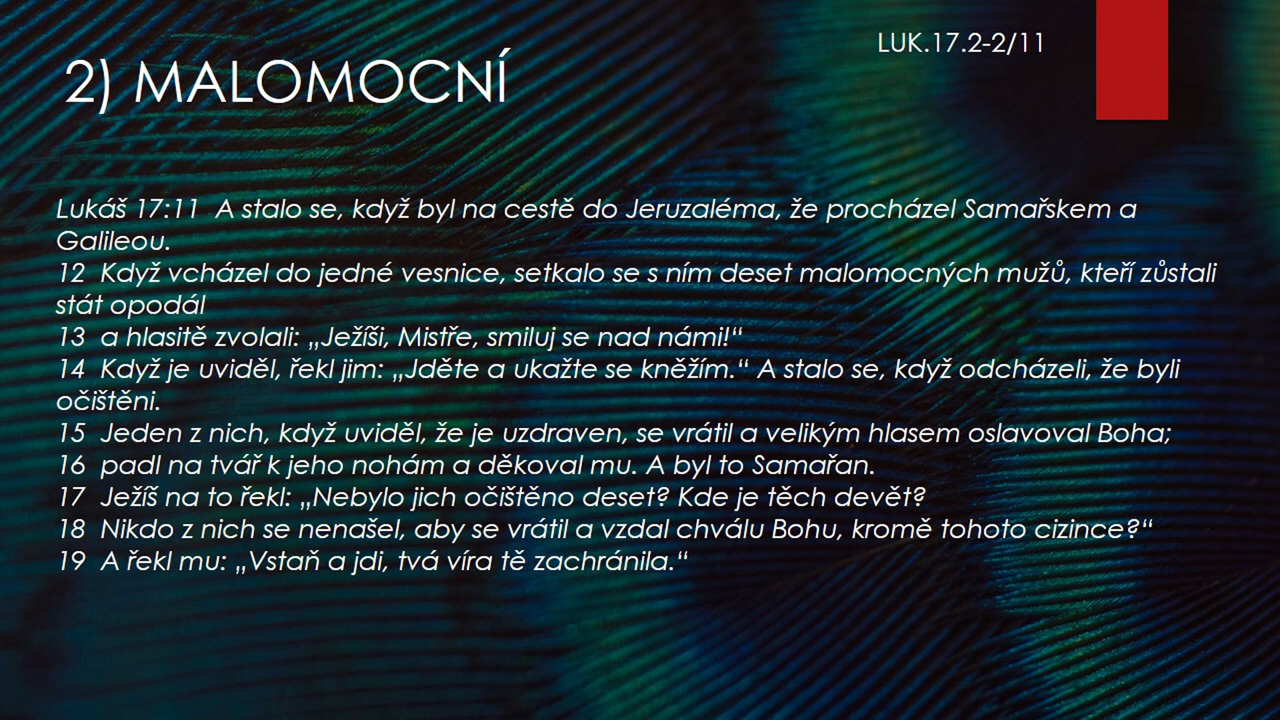 LUK.17.2-2/11
2) MALOMOCNÍ
Lukáš 17:11  A stalo se, když byl na cestě do Jeruzaléma, že procházel Samařskem a
Galileou.
12  Když vcházel do jedné vesnice, setkalo se s ním deset malomocných mužů, kteří zůstali
stát opodál
13  a hlasitě zvolali: „Ježíši, Mistře, smiluj se nad námi!“
14  Když je uviděl, řekl jim: „Jděte a ukažte se kněžím.“ A stalo se, když odcházeli, že byli
očištěni.
15  Jeden z nich, když uviděl, že je uzdraven, se vrátil a velikým hlasem oslavoval Boha;
16  padl na tvář k jeho nohám a děkoval mu. A byl to Samařan.
17  Ježíš na to řekl: „Nebylo jich očištěno deset? Kde je těch devět?
18  Nikdo z nich se nenašel, aby se vrátil a vzdal chválu Bohu, kromě tohoto cizince?“
19  A řekl mu: „Vstaň a jdi, tvá víra tě zachránila.“